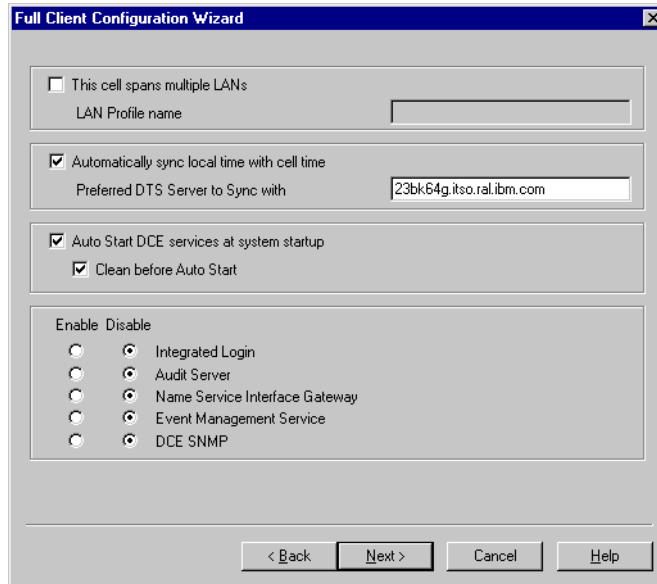 Full Client Configuration Wizard
This cell spans multiple LANs
LAN Profile name
Automatically sync local time with cell time
Preferred DTS Server to Sync with 23bk64g.itso.ral.ibm.com
Auto Start DCE services at system startup
Clean before Auto Start
Enable Disable
Integrated Login
Audit Server
Name Service Interface Gateway
Event Management Service
DCE SNMP
< Back Next > Cancel Help